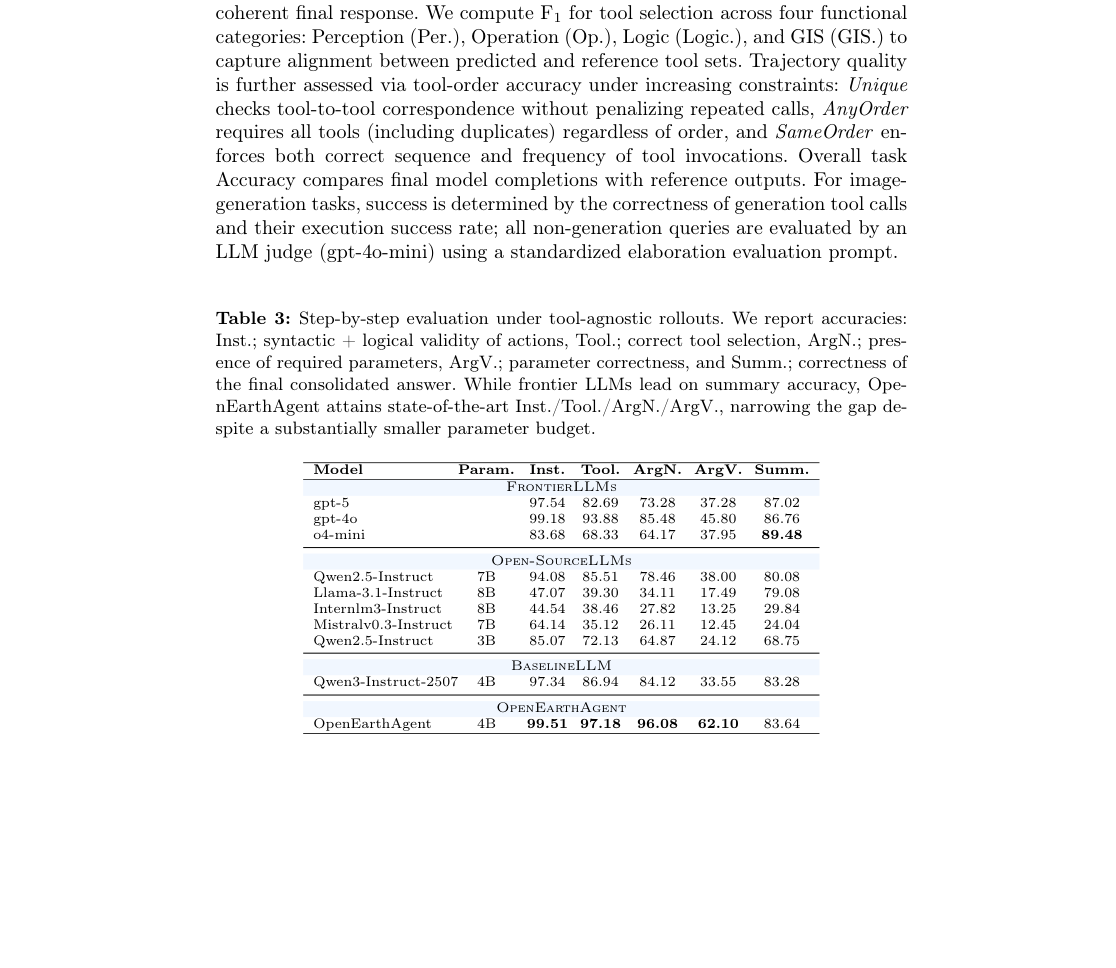 coherent final response. We compute F1 for tool selection across four functional
categories: Perception (Per.), Operation (Op.), Logic (Logic.), and GIS (GIS.) to
capture alignment between predicted and reference tool sets. Trajectory quality
is further assessed via tool-order accuracy under increasing constraints: Unique
checks tool-to-tool correspondence without penalizing repeated calls, AnyOrder
requires all tools (including duplicates) regardless of order, and SameOrder en-
forces both correct sequence and frequency of tool invocations. Overall task
Accuracy compares final model completions with reference outputs. For image-
generation tasks, success is determined by the correctness of generation tool calls
and their execution success rate; all non-generation queries are evaluated by an
LLM judge (gpt-4o-mini) using a standardized elaboration evaluation prompt.
Table 3: Step-by-step evaluation under tool-agnostic rollouts. We report accuracies:
Inst.; syntactic + logical validity of actions, Tool.; correct tool selection, ArgN.; pres-
ence of required parameters, ArgV.; parameter correctness, and Summ.; correctness of
the final consolidated answer. While frontier LLMs lead on summary accuracy, Ope-
nEarthAgent attains state-of-the-art Inst./Tool./ArgN./ArgV., narrowing the gap de-
spite a substantially smaller parameter budget.
Model Param. Inst. Tool. ArgN. ArgV. Summ.
FrontierLLMs
gpt-5 97.54 82.69 73.28 37.28 87.02
gpt-4o 99.18 93.88 85.48 45.80 86.76
o4-mini 83.68 68.33 64.17 37.95 89.48
Open-SourceLLMs
Qwen2.5-Instruct 7B 94.08 85.51 78.46 38.00 80.08
Llama-3.1-Instruct 8B 47.07 39.30 34.11 17.49 79.08
Internlm3-Instruct 8B 44.54 38.46 27.82 13.25 29.84
Mistralv0.3-Instruct 7B 64.14 35.12 26.11 12.45 24.04
Qwen2.5-Instruct 3B 85.07 72.13 64.87 24.12 68.75
BaselineLLM
Qwen3-Instruct-2507 4B 97.34 86.94 84.12 33.55 83.28
OpenEarthAgent
OpenEarthAgent 4B 99.51 97.18 96.08 62.10 83.64